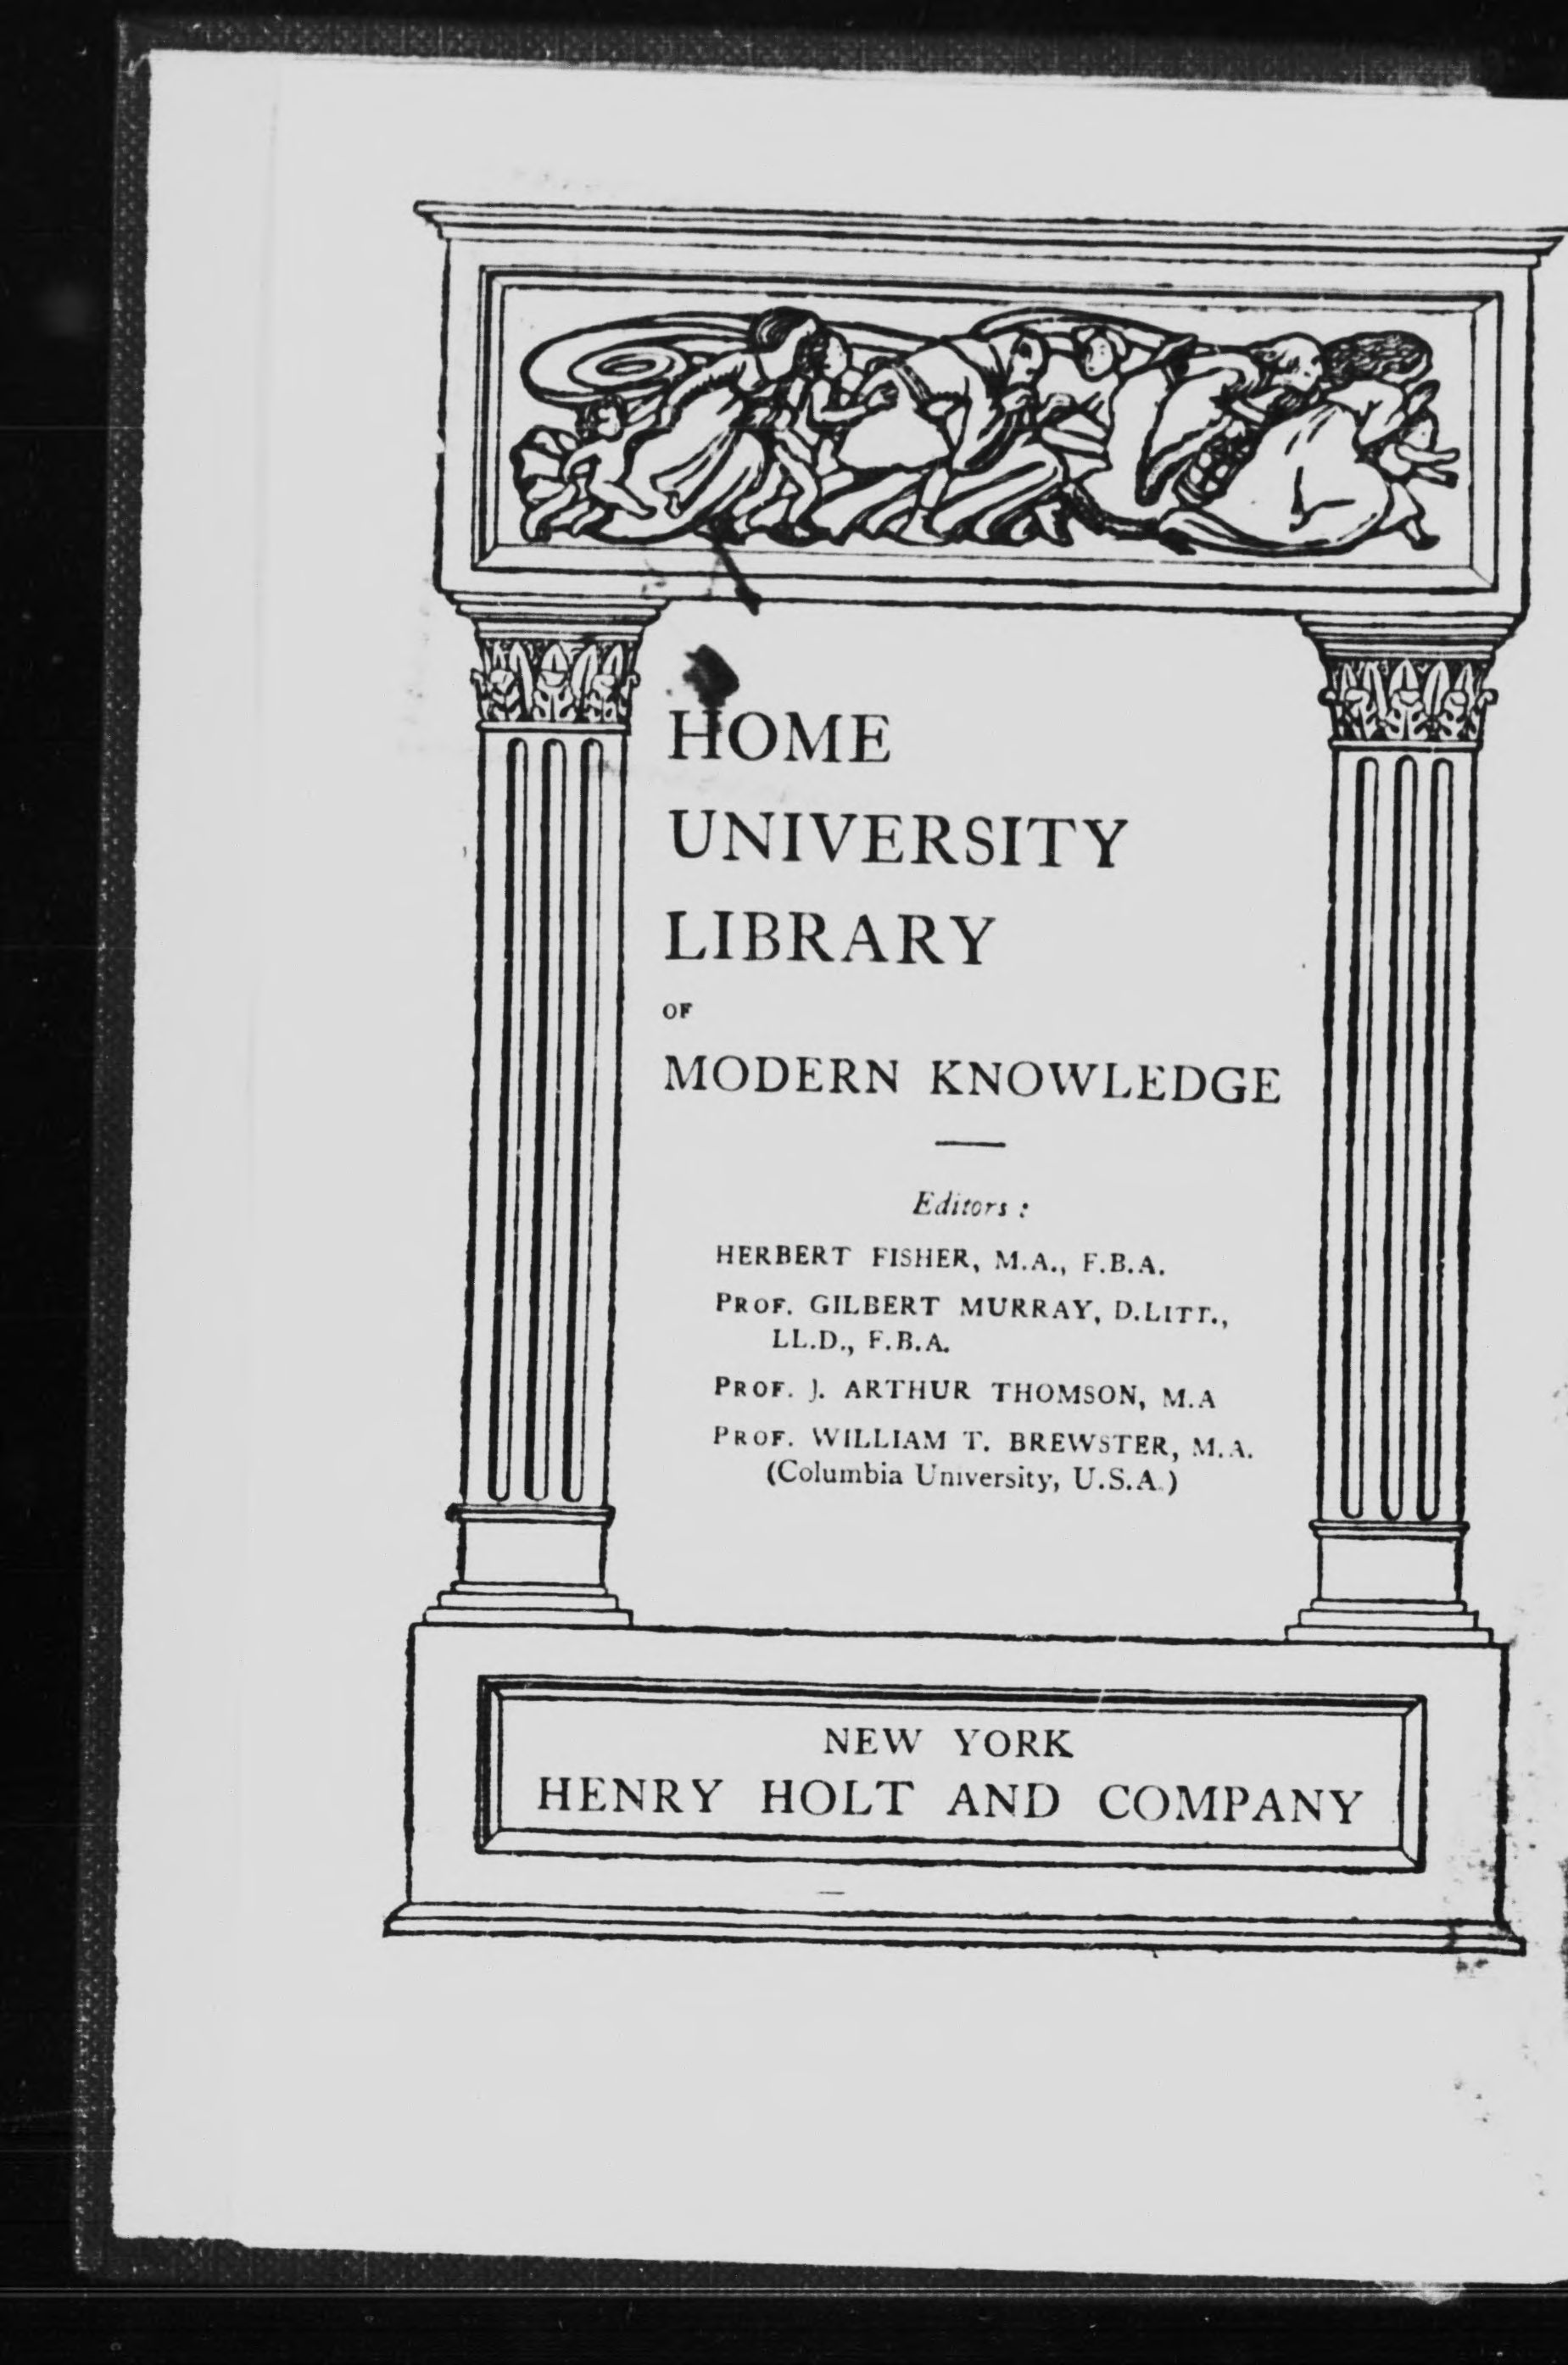 HOME
UNIVERSITY
LIBRARY
OF
MODERN KNOWLEDGE
Editors :
HERBERT FISHER, M.A., F.B.A.
PROF. GILBERT MURRAY, D.LITT.,
LL.D., F.B.A.
PROF. J. ARTHUR THOMSON, M.A
PROF. WILLIAM T. BREWSTER, M.A.
(Columbia University, U.S.A.)
NEW YORK
HENRY HOLT AND COMPANY